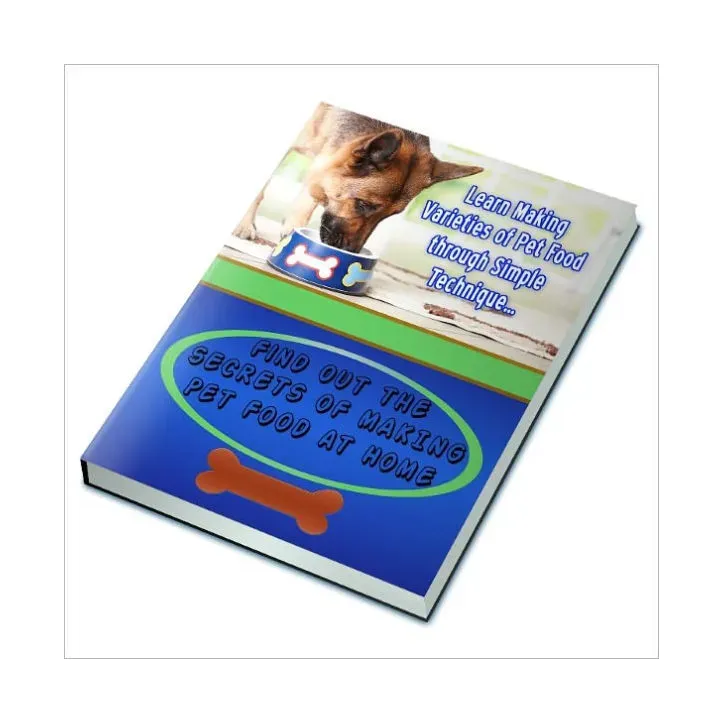 Learn Making
Varieties of Pet Food
through Simple
Technique...
FIND OUT THE
SECRETS OF MAKING
PET FOOD AT HOME